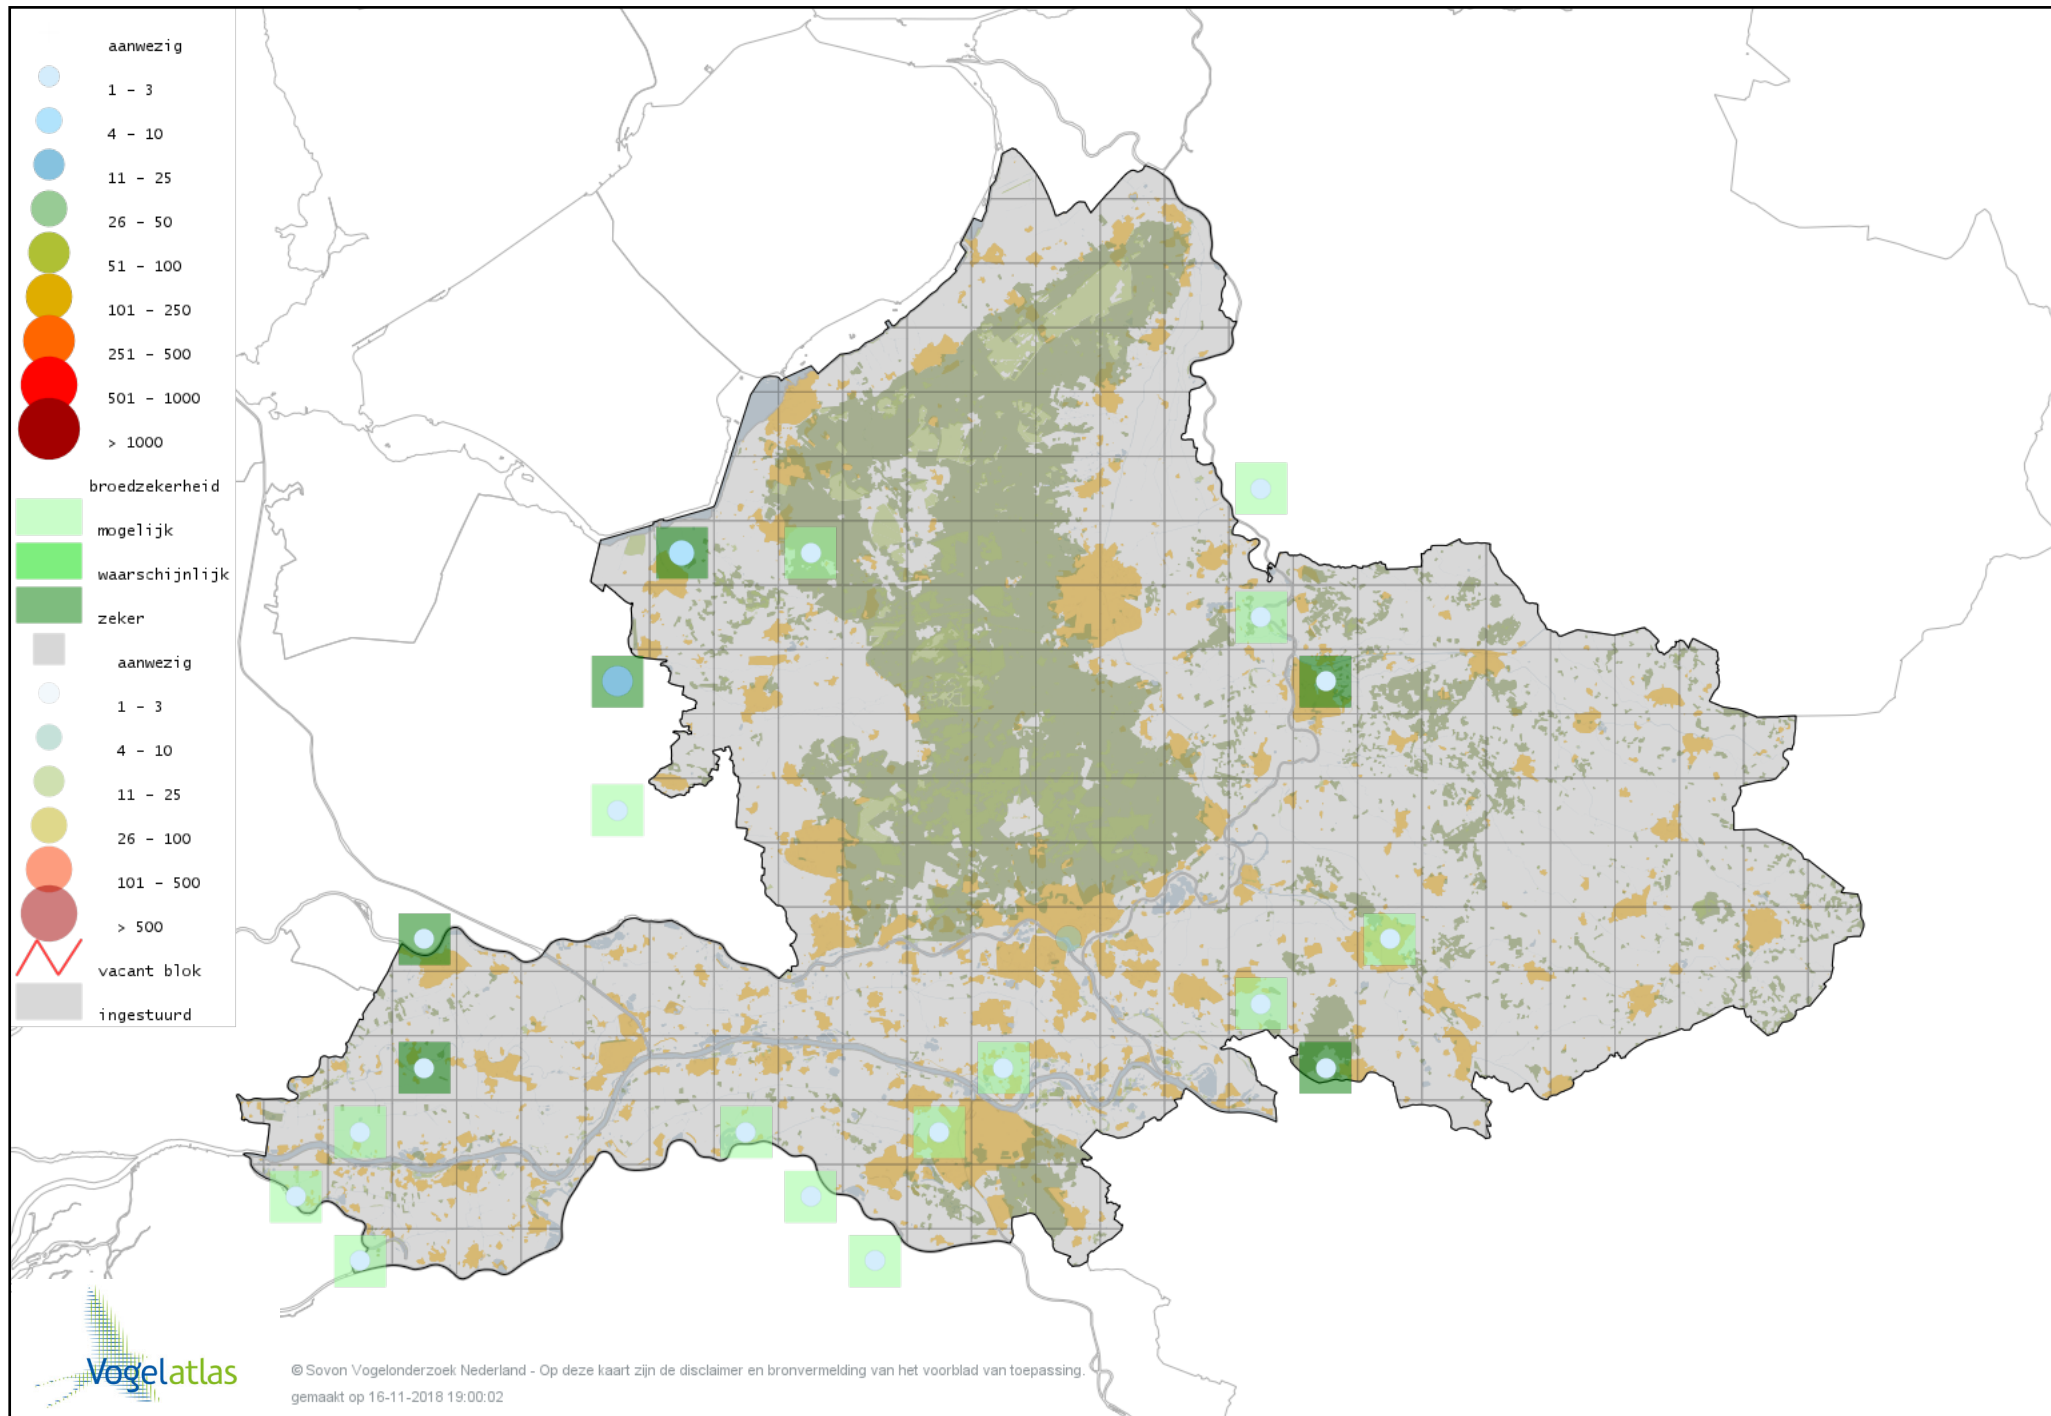 aanwezig
1 - 3
4 - 10
11 - 25
26 - 50
51 - 100
101 - 250
251 - 500
501 - 1000
> 1000
broedzekerheid
mogelijk
waarschijnlijk
zeker
aanwezig
1 - 3
4 - 10
11 - 25
26 - 100
101 - 500
> 500
vacant blok
ingestuurd
Vogelatlas
© Sovon Vogelonderzoek Nederland - Op deze kaart zijn de disclaimer en bronvermelding van het voorblad van toepassing.
gemaakt op 16-11-2018 19:00:02